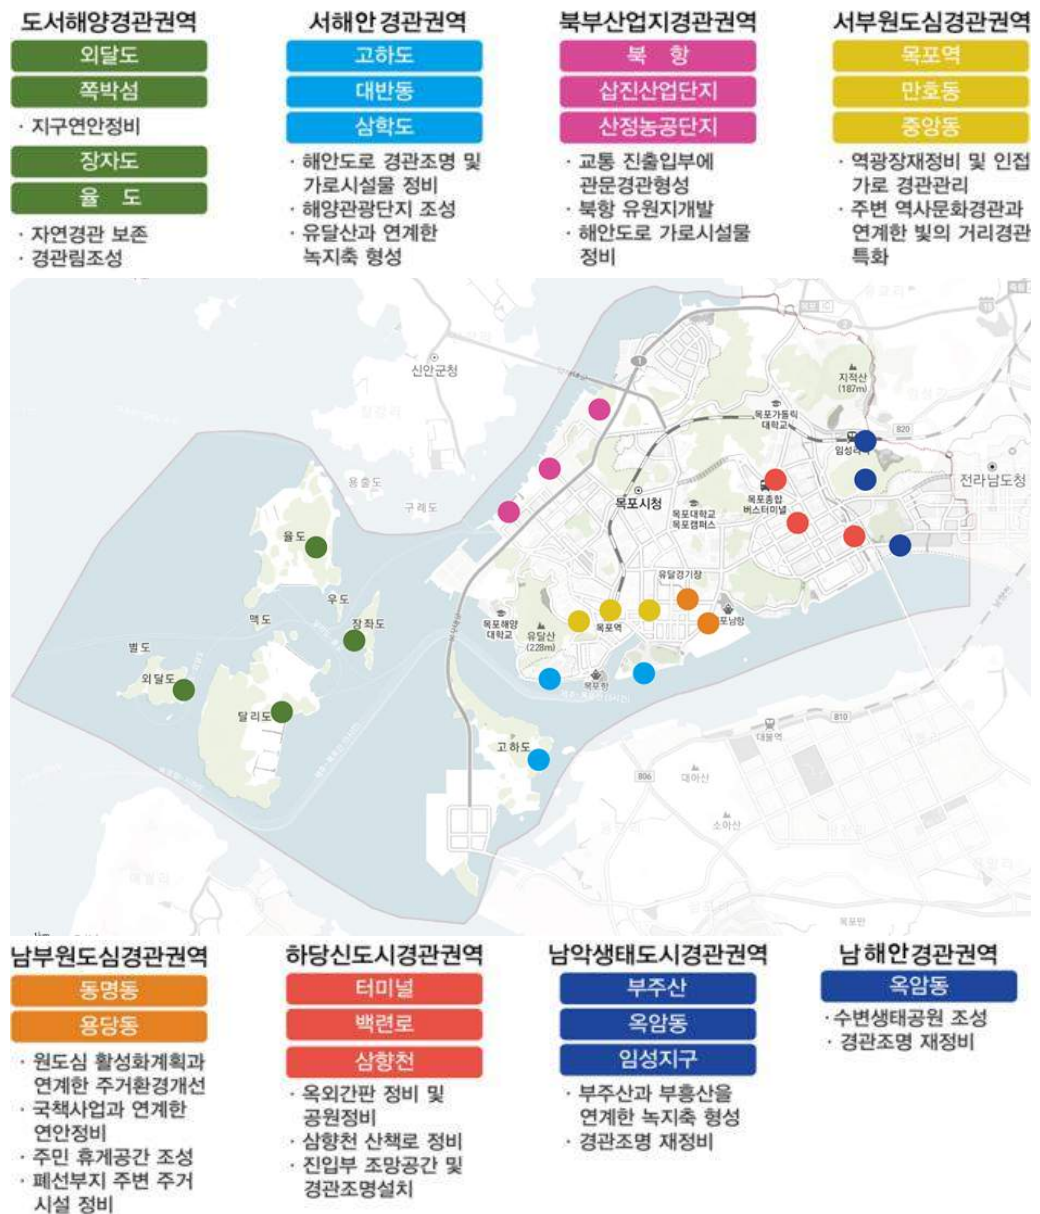 도서해양경관권역
외달도
쪽박섬
· 지구연안정비
장자도
율 도
· 자연경관 보존
· 경관림조성
서해안 경관권역
고하도
대반동
삼학도
· 해안도로 경관조명 및
가로시설물 정비
· 해양관광단지 조성
· 유달산과 연계한
녹지축 형성
북부산업지경관권역
북 항
삽진산업단지
산정농공단지
· 교통 진출입부에
관문경관형성
· 북항 유원지개발
· 해안도로 가로시설물
정비
서부원도심경관권역
목포역
만호동
중앙동
· 역광장재정비 및 인접
가로 경관관리
· 주변 역사문화경관과
연계한 빛의 거리경관
특화
신안군청
1
지적산
(187m)
목포가톨릭
대학교
820
임성리
전라남도청
용출도
구례도
목포시청
목포대학교
목포캠퍼스
목포종합
버스터미널
율도
우도
맥도
장좌도
별도
외달도
달리도
목포해양
대학교
유달산
(228m)
목포역
유달경기장
포남항
목포항
고하도
810
대불역
806
대아산
소아산
목포만
남부원도심경관권역
동명동
용당동
· 원도심 활성화계획과
연계한 주거환경개선
· 국책사업과 연계한
연안정비
· 주민 휴게공간 조성
· 폐선부지 주변 주거
시설 정비
하당신도시경관권역
터미널
백련로
삼향천
· 옥외간판 정비 및
공원정비
· 삼향천 산책로 정비
· 진입부 조망공간 및
경관조명설치
남악생태도시경관권역
부주산
옥암동
임성지구
· 부주산과 부흥산을
연계한 녹지축 형성
· 경관조명 재정비
남해안경관권역
옥암동
· 수변생태공원 조성
· 경관조명 재정비